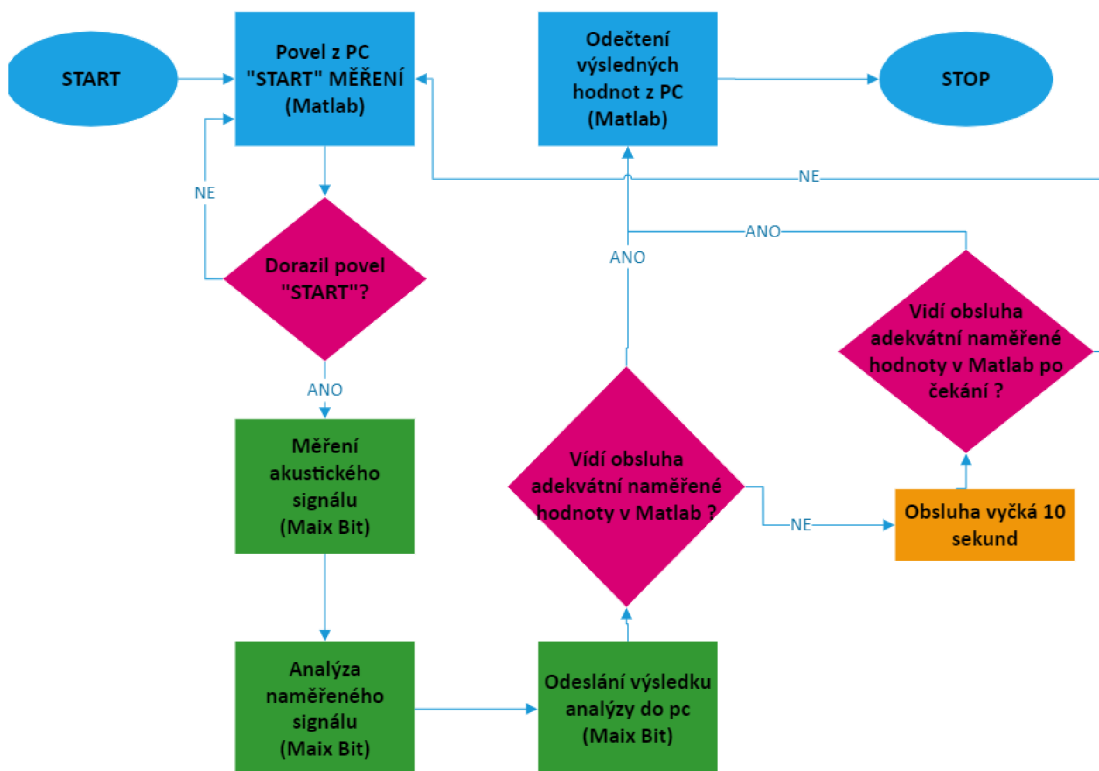 START
Povel z PC
"START" MĚŘENÍ
(Matlab)
Odečtení
výsledných
hodnot z PC
(Matlab)
STOP
NE
NE
Dorazil povel
"START"?
ANO
ANO
ANO
Vidí obsluha
adekvátní naměřené
hodnoty v Matlab po
čekání ?
Měření
akustického
signálu
(Maix Bit)
Vídí obsluha
adekvátní naměřené
hodnoty v Matlab ?
NE
Obsluha vyčká 10
sekund
Analýza
naměřeného
signálu
(Maix Bit)
Odeslání výsledku
analýzy do pc
(Maix Bit)